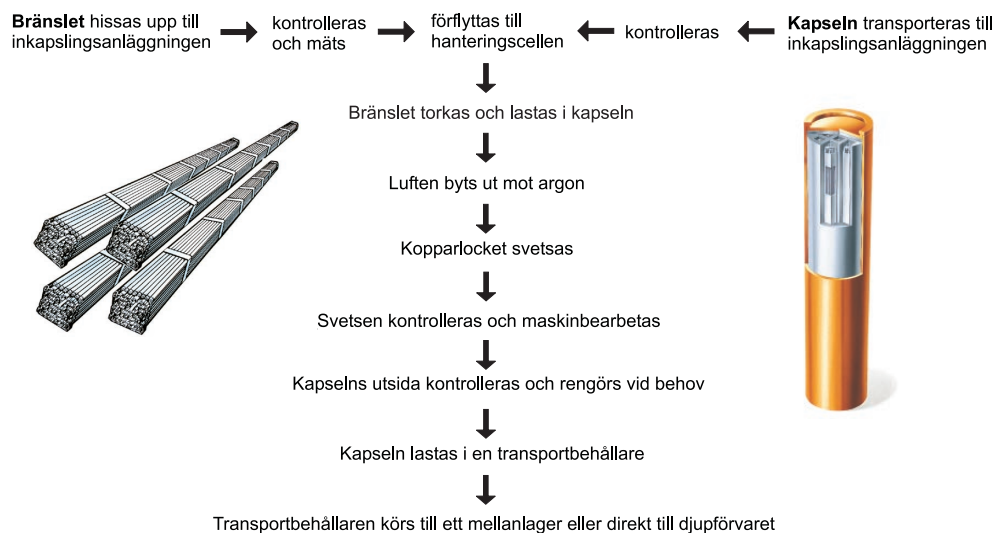 Bränslet hissas upp till
inkapslingsanläggningen
kontrolleras
och mäts
förflyttas till
hanteringscellen
kontrolleras
Kapseln transporteras till
inkapslingsanläggningen
Bränslet torkas och lastas i kapseln
Luften byts ut mot argon
Kopparlocket svetsas
Svetsen kontrolleras och maskinbearbetas
Kapselns utsida kontrolleras och rengörs vid behov
Kapseln lastas i en transportbehållare
Transportbehållaren körs till ett mellanlager eller direkt till djupförvaret